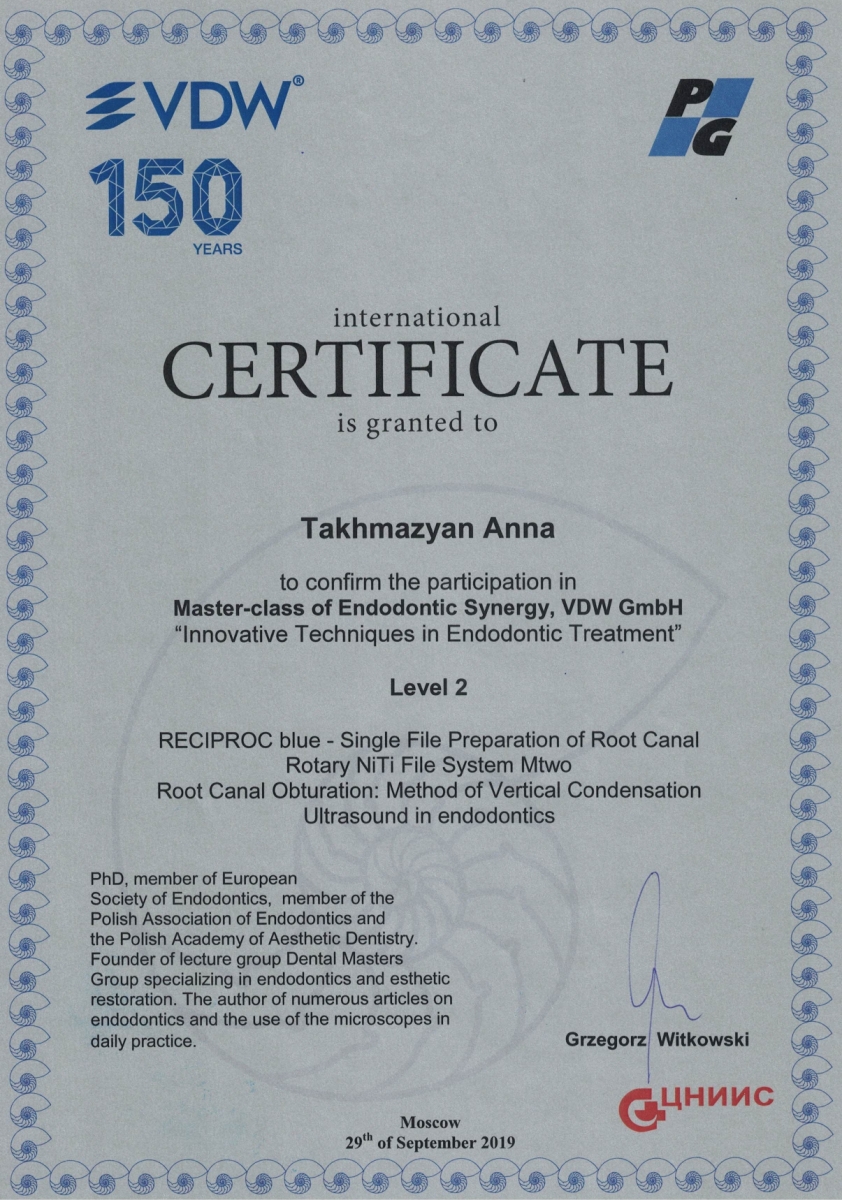 VDW®
150
YEARS
PG
international
CERTIFICATE
is granted to
Takhmazyan Anna
to confirm the participation in
Master-class of Endodontic Synergy, VDW GmbH
“Innovative Techniques in Endodontic Treatment”
Level 2
RECIPROC blue - Single File Preparation of Root Canal
Rotary NiTi File System Mtwo
Root Canal Obturation: Method of Vertical Condensation
Ultrasound in endodontics
PhD, member of European
Society of Endodontics, member of the
Polish Association of Endodontics and
the Polish Academy of Aesthetic Dentistry.
Founder of lecture group Dental Masters
Group specializing in endodontics and esthetic
restoration. The author of numerous articles on
endodontics and the use of the microscopes in
daily practice.
Grzegorz Witkowski
ЦНИИС
Moscow
29th of September 2019